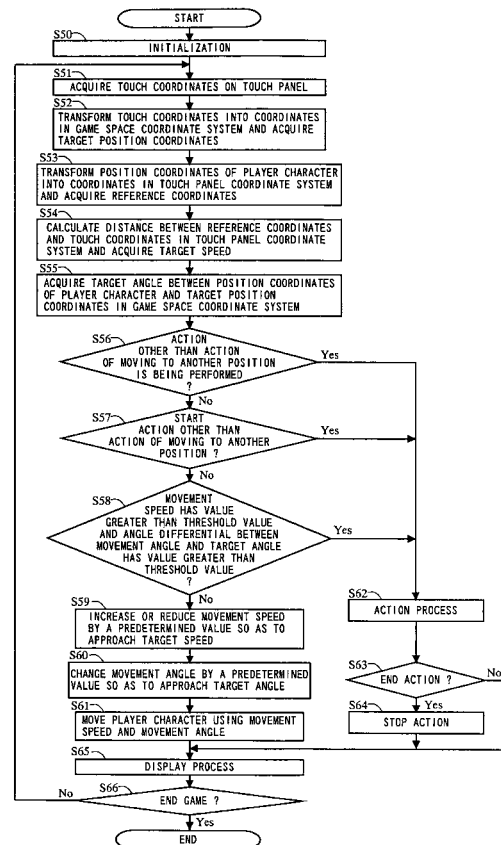 START
S50
INITIALIZATION
S51
ACQUIRE TOUCH COORDINATES ON TOUCH PANEL
S52
TRANSFORM TOUCH COORDINATES INTO COORDINATES
IN GAME SPACE COORDINATE SYSTEM AND ACQUIRE
TARGET POSITION COORDINATES
S53
TRANSFORM POSITION COORDINATES OF PLAYER CHARACTER
INTO COORDINATES IN TOUCH PANEL COORDINATE SYSTEM
AND ACQUIRE REFERENCE COORDINATES
S54
CALCULATE DISTANCE BETWEEN REFERENCE COORDINATES
AND TOUCH COORDINATES IN TOUCH PANEL COORDINATE
SYSTEM AND ACQUIRE TARGET SPEED
S55
ACQUIRE TARGET ANGLE BETWEEN POSITION COORDINATES
OF PLAYER CHARACTER AND TARGET POSITION
COORDINATES IN GAME SPACE COORDINATE SYSTEM
S56
ACTION
OTHER THAN ACTION
OF MOVING TO ANOTHER POSITION
IS BEING PERFORMED
?
Yes
No
S57
START
ACTION OTHER THAN
ACTION OF MOVING TO ANOTHER
POSITION ?
Yes
No
S58
MOVEMENT
SPEED HAS VALUE
GREATER THAN THRESHOLD VALUE
AND ANGLE DIFFERENTIAL BETWEEN
MOVEMENT ANGLE AND TARGET ANGLE
HAS VALUE GREATER THAN
THRESHOLD VALUE
?
Yes
No
S59
INCREASE OR REDUCE MOVEMENT SPEED
BY A PREDETERMINED VALUE SO AS TO
APPROACH TARGET SPEED
S60
CHANGE MOVEMENT ANGLE BY A PREDETERMINED
VALUE SO AS TO APPROACH TARGET ANGLE
S61
MOVE PLAYER CHARACTER USING MOVEMENT
SPEED AND MOVEMENT ANGLE
S62
ACTION PROCESS
S63
END ACTION ?
No
Yes
S64
STOP ACTION
S65
DISPLAY PROCESS
S66
END GAME ?
No
Yes
END